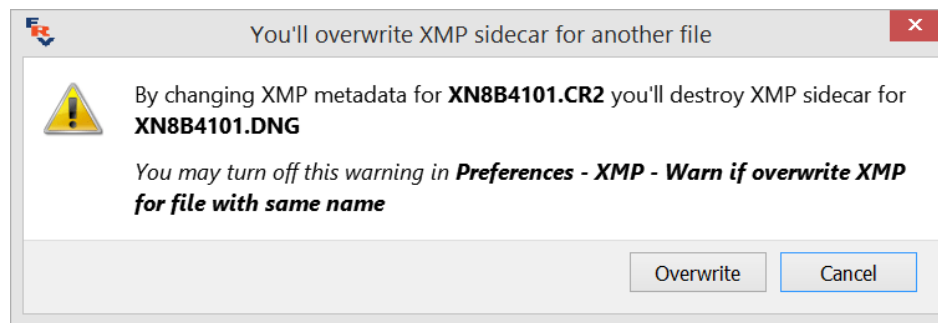 FRV
You'll overwrite XMP sidecar for another file
x
By changing XMP metadata for XN8B4101.CR2 you'll destroy XMP sidecar for
XN8B4101.DNG
You may turn off this warning in Preferences - XMP - Warn if overwrite XMP
for file with same name
Overwrite Cancel